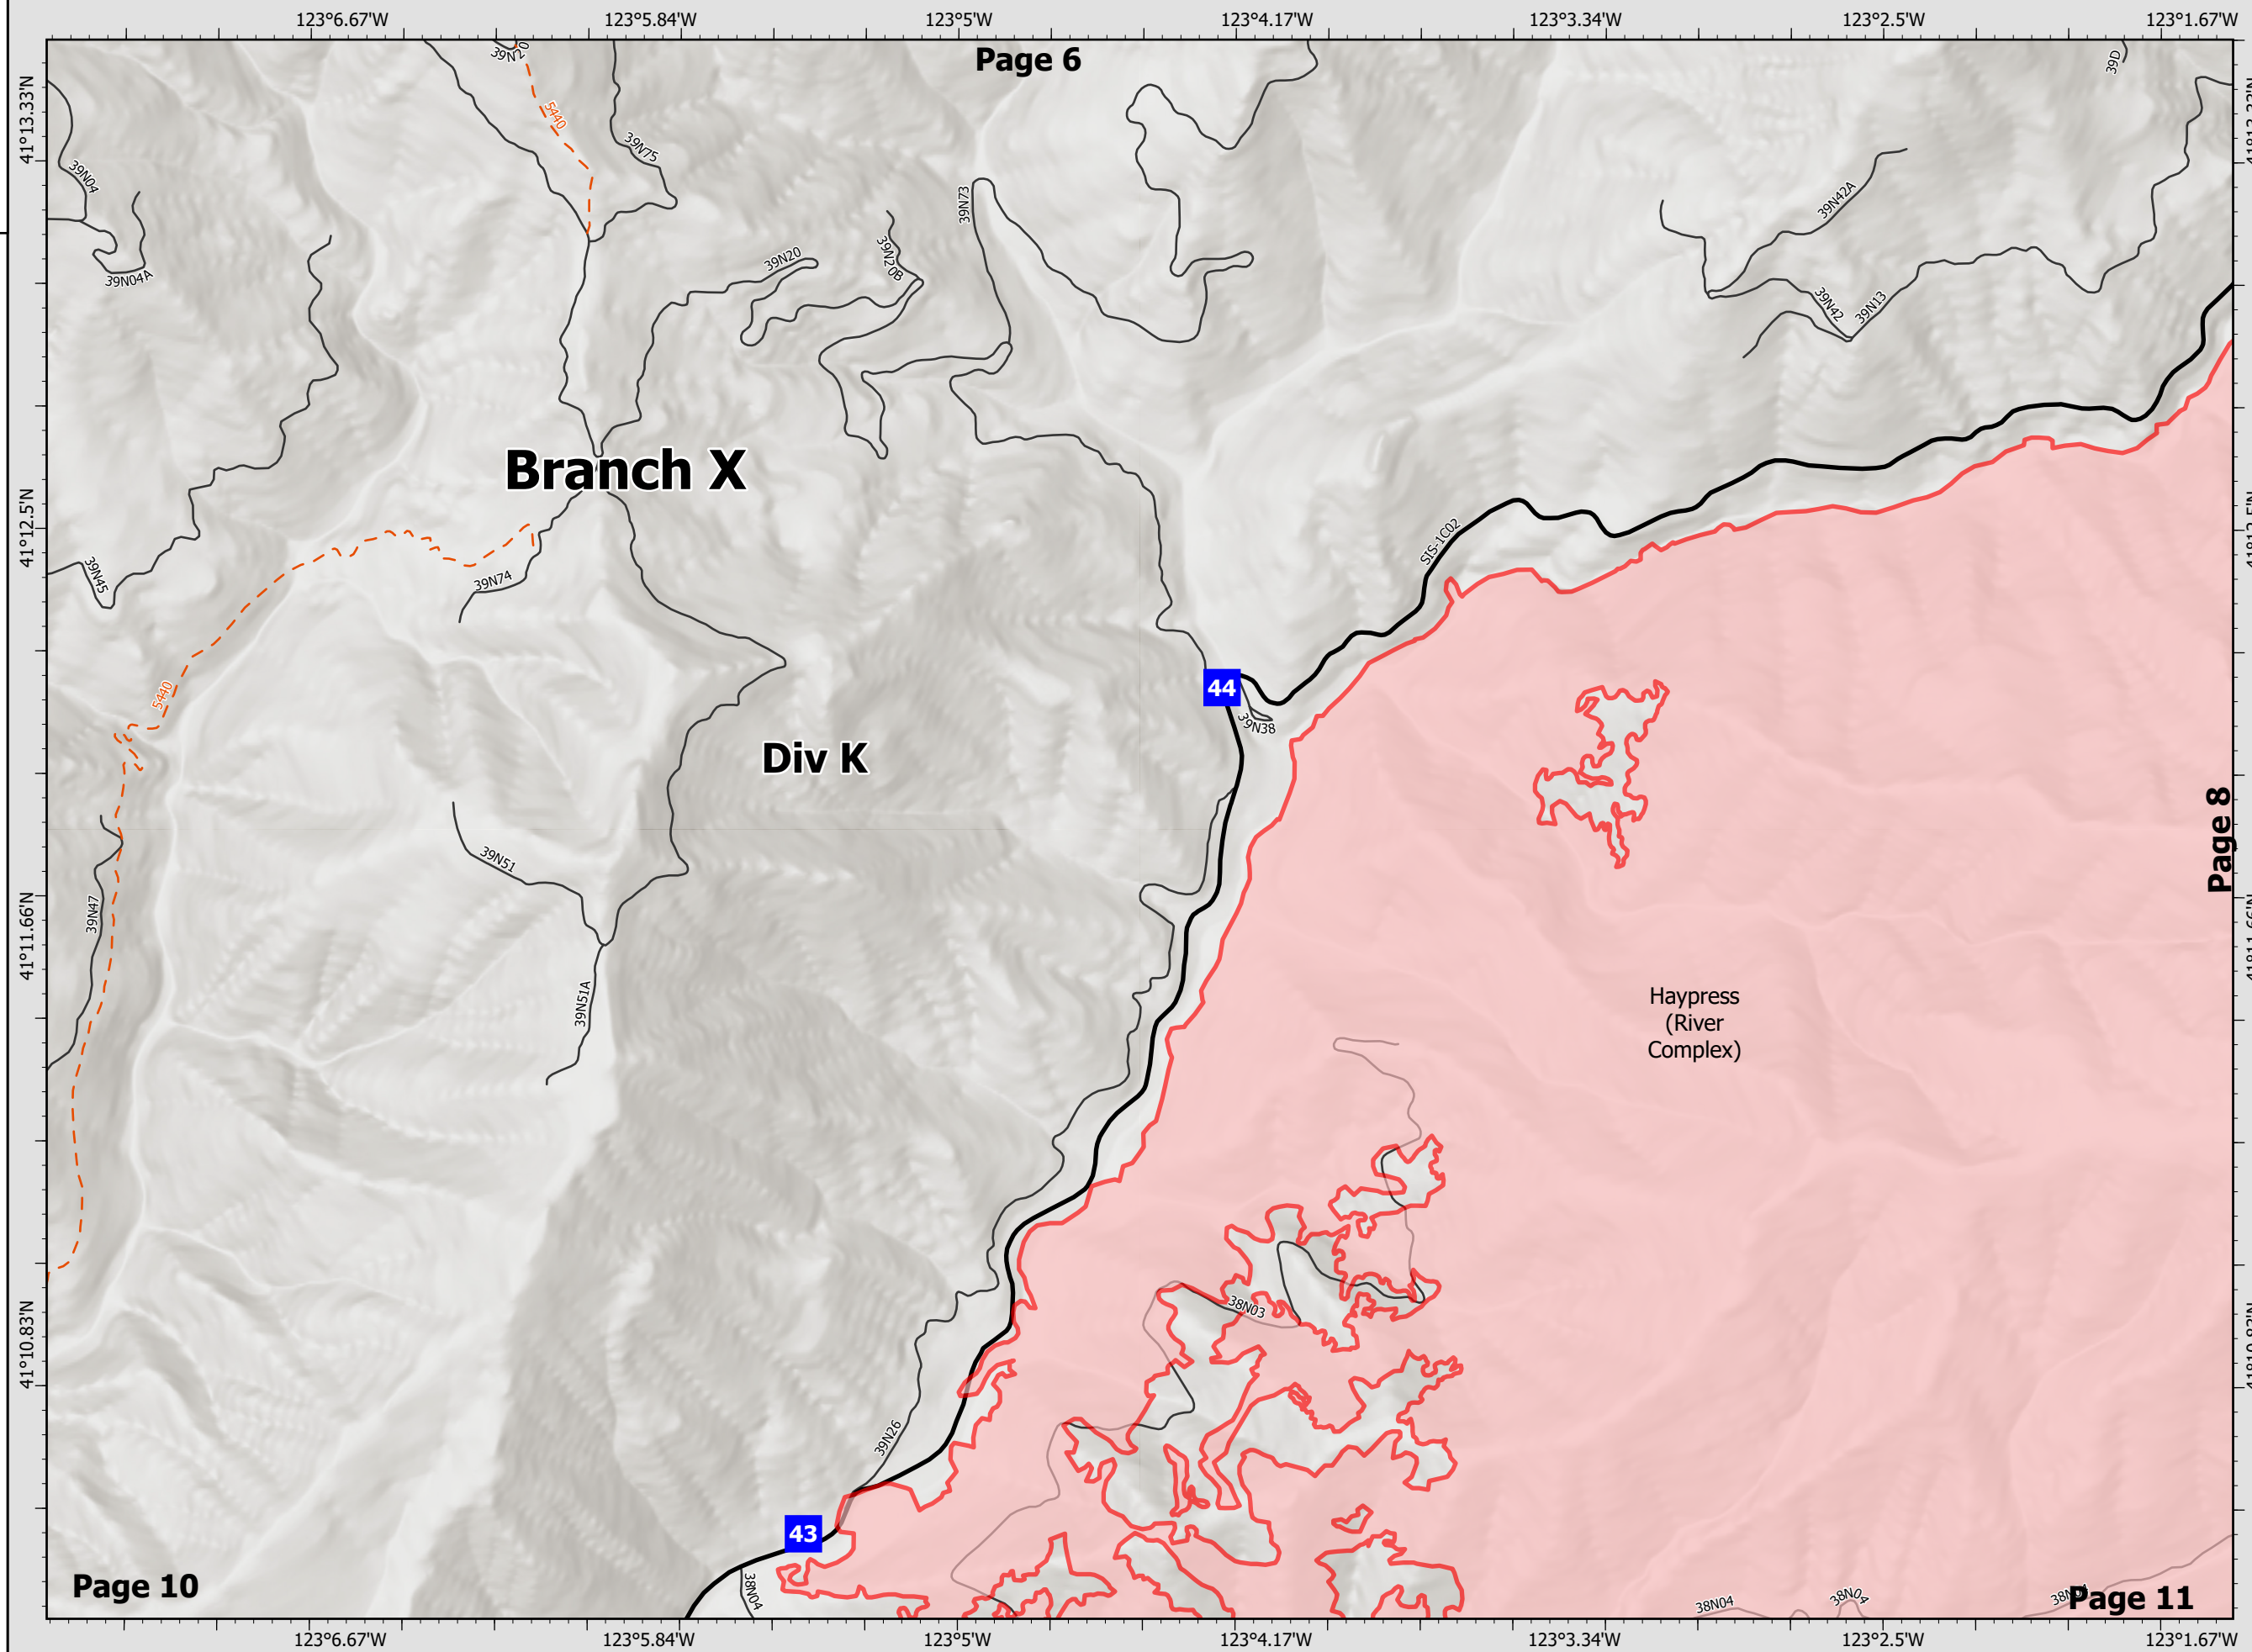 123°6.67'W 123°5.84'W 123°5'W 123°4.17'W 123°3.34'W 123°2.5'W 123°1.67'W
Page 6
39N20
39D
41°13.33'N
5440
39N75
39N04
39N73
39N42A
39N04A
39N20
39N20B
39N42
39N13
Branch X
41°12.5'N
SIS-1C02
39N45
39N74
5440
44
39N38
Div K
Page 8
39N51
39N47
41°11.66'N
39N51A
Haypress
(River
Complex)
38N03
41°10.83'N
39N26
43
Page 10
38N04
38N04
38N04
Page 11
123°6.67'W 123°5.84'W 123°5'W 123°4.17'W 123°3.34'W 123°2.5'W 123°1.67'W